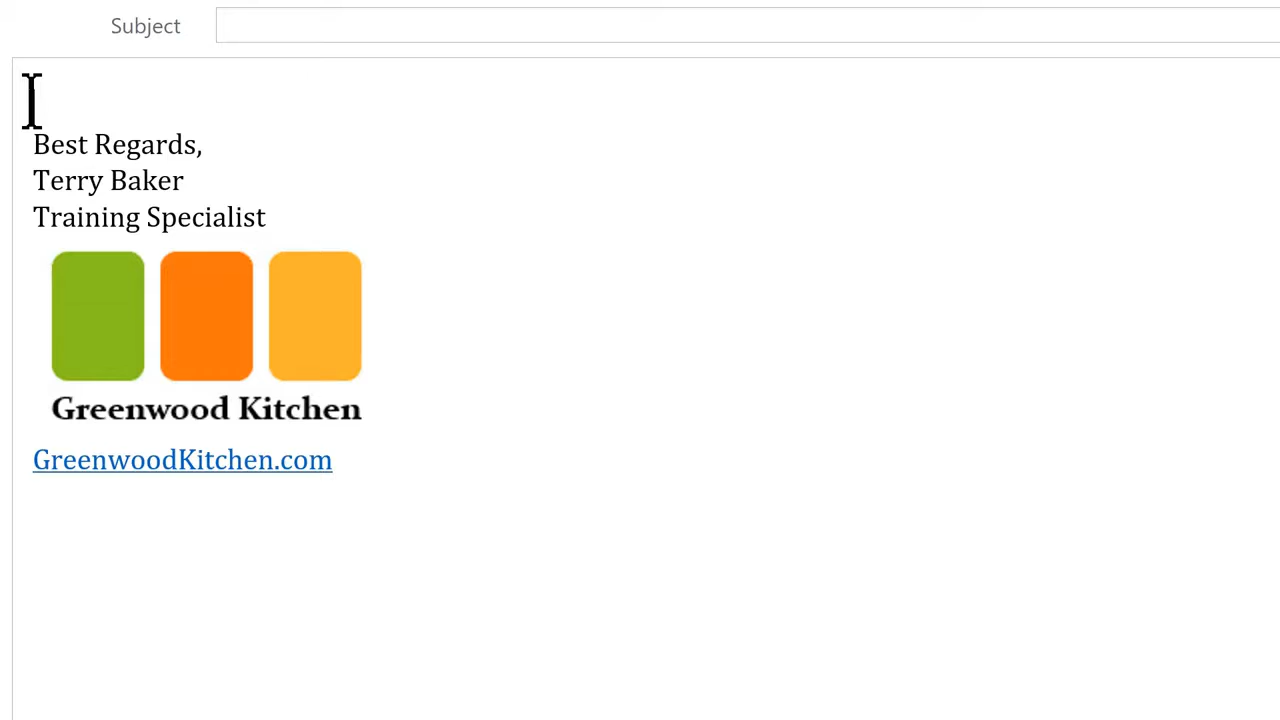 Subject
Best Regards,
Terry Baker
Training Specialist
Greenwood Kitchen
GreenwoodKitchen.com